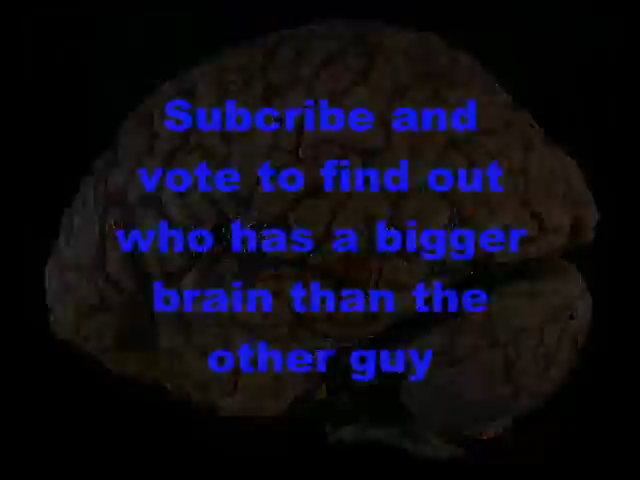 Subcribe and
vote to find out
who has a bigger
brain than the
other guy